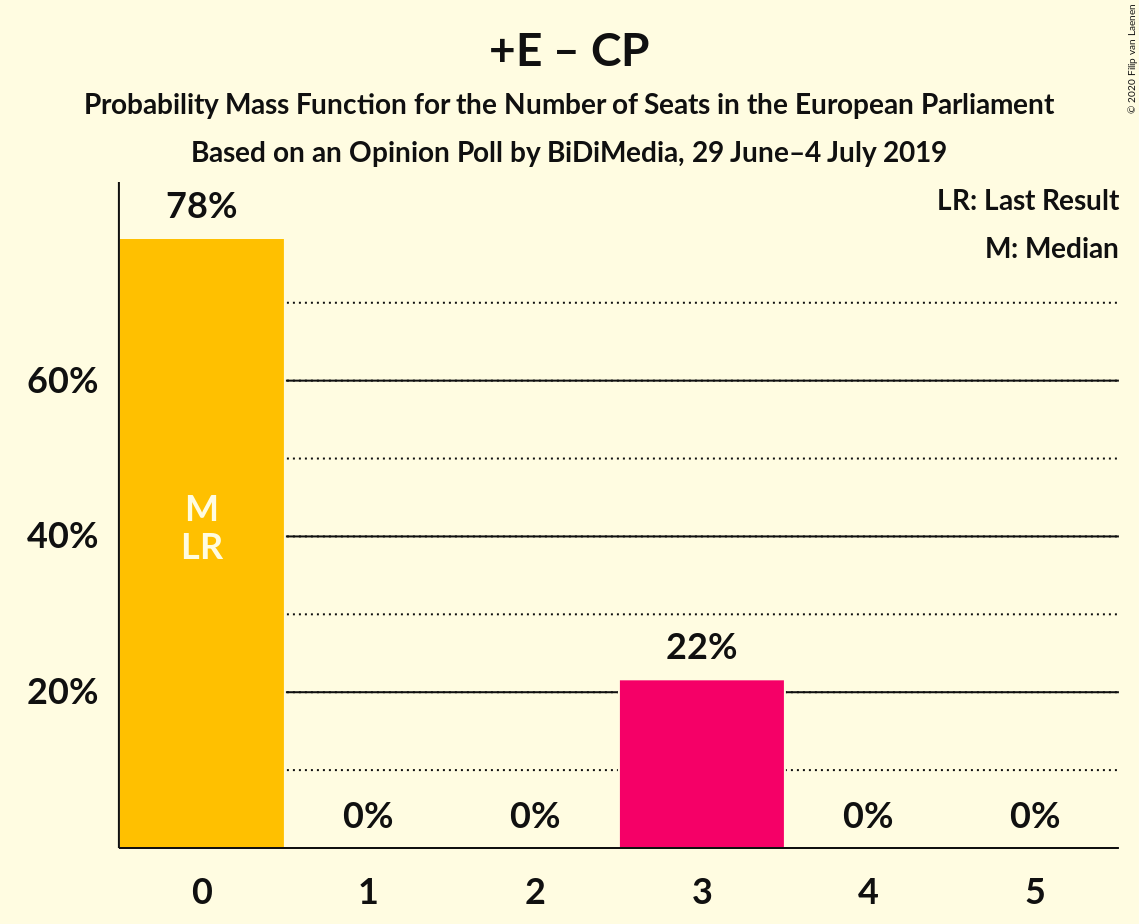 +E – CP
Probability Mass Function for the Number of Seats in the European Parliament
Based on an Opinion Poll by BiDiMedia, 29 June–4 July 2019
© 2020 Filip van Laenen
LR: Last Result
M: Median
78%
60%
40%
20%
M
LR
22%
0%
0%
0%
0%
0
1
2
3
4
5